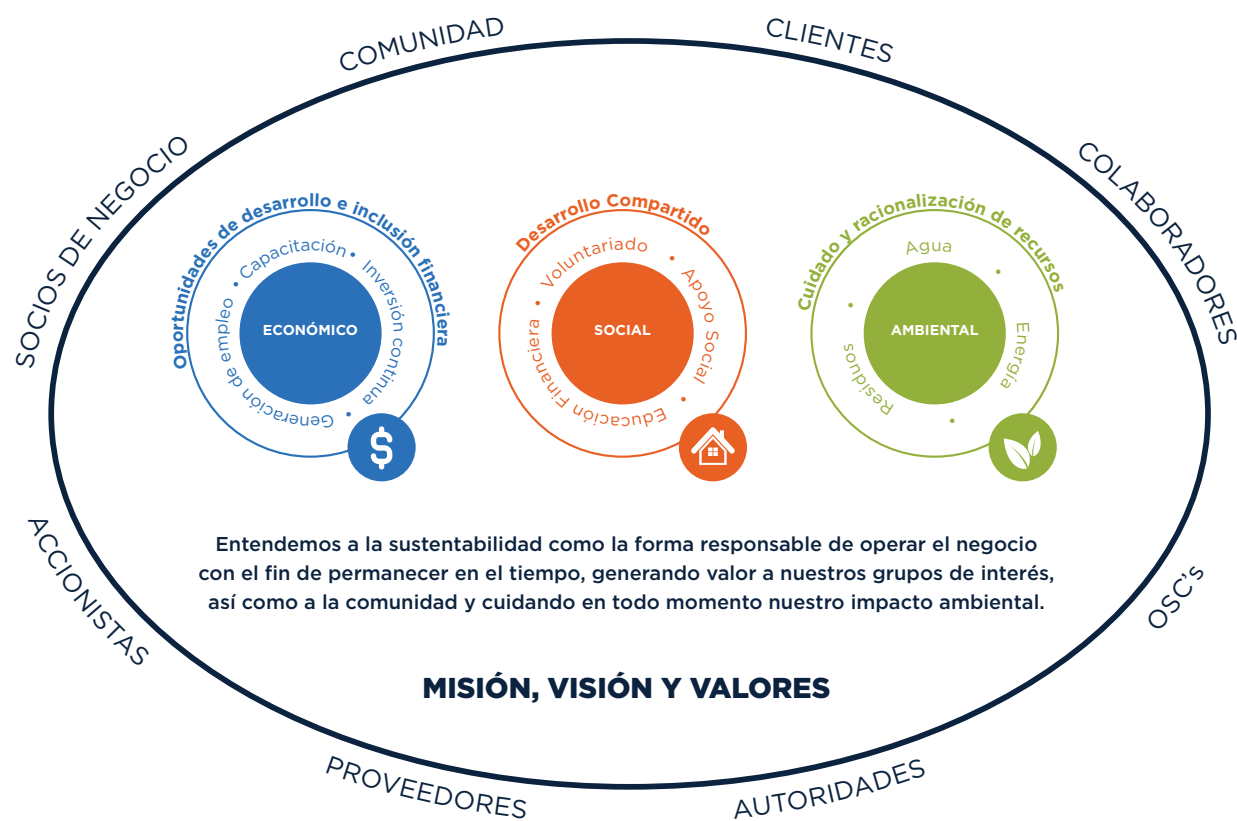 COMUNIDAD
CLIENTES
SOCIOS DE NEGOCIO
COLABORADORES
Oportunidades de desarrollo e inclusión financiera
• Capacitación •
Inversión continua •
Generación de empleo
ECONÓMICO
$
Desarrollo Compartido
• Voluntariado •
Apoyo Social •
Educación Financiera
SOCIAL
Cuidado y racionalización de recursos
• Agua •
Energía •
Residuos
AMBIENTAL
ACCIONISTAS
OSC's
Entendemos a la sustentabilidad como la forma responsable de operar el negocio
con el fin de permanecer en el tiempo, generando valor a nuestros grupos de interés,
así como a la comunidad y cuidando en todo momento nuestro impacto ambiental.
MISIÓN, VISIÓN Y VALORES
PROVEEDORES
AUTORIDADES